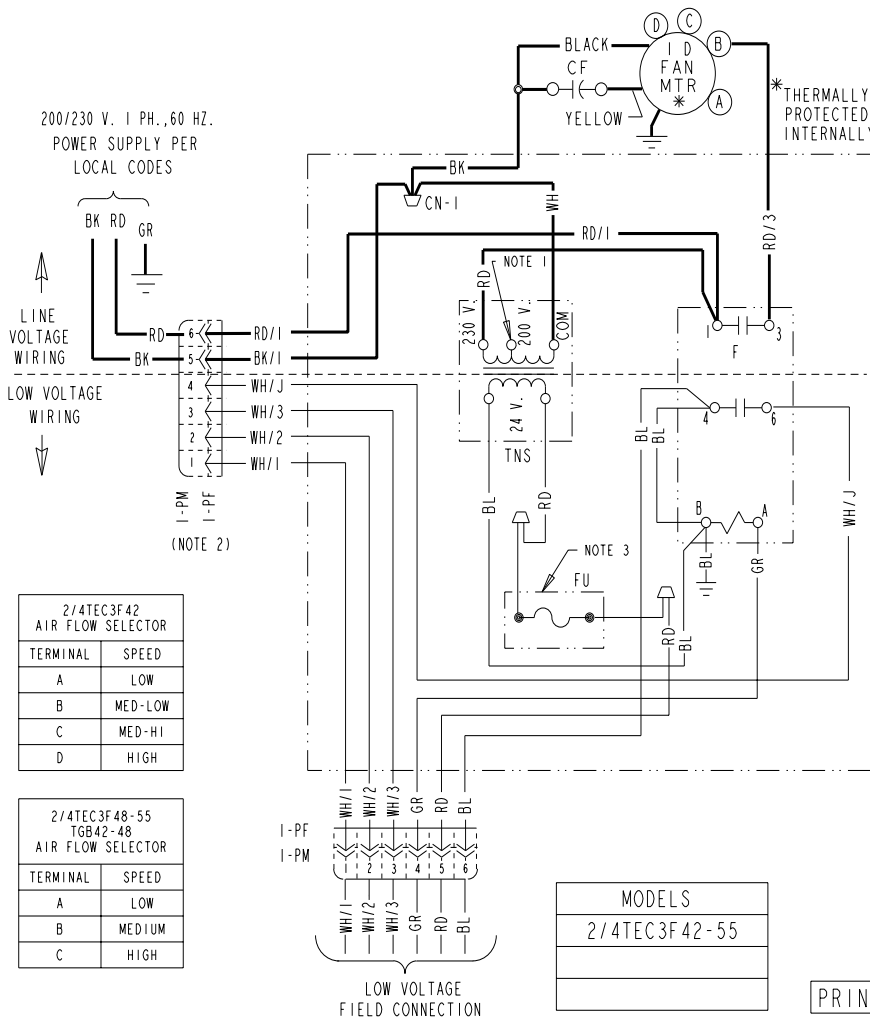 D
C
B
A
BLACK
I D
FAN
MTR
*
CF
YELLOW
* THERMALLY
PROTECTED
INTERNALLY
200/230 V. 1 PH.,60 HZ.
POWER SUPPLY PER
LOCAL CODES
BK
CN-1
WH
BK RD GR
RD/1
RD/3
NOTE 1
RD
LINE
VOLTAGE
WIRING
230 V.
200 V.
COM
RD
6
RD/1
BK
5
BK/1
1
3
F
LOW VOLTAGE
WIRING
4
WH/J
3
WH/3
2
WH/2
1
WH/1
24 V.
TNS
BL
BL
4
6
WH/J
1-PM
1-PF
(NOTE 2)
BL
RD
B
A
BL
GR
NOTE 3
FU
RD
BL
2/4TEC3F42
AIR FLOW SELECTOR
TERMINAL SPEED
A LOW
B MED-LOW
C MED-HI
D HIGH
2/4TEC3F48-55
TGB42-48
AIR FLOW SELECTOR
TERMINAL SPEED
A LOW
B MEDIUM
C HIGH
WH/1 WH/2 WH/3 GR RD BL
1-PF
1-PM
1 2 3 4 5 6
WH/1 WH/2 WH/3 GR RD BL
LOW VOLTAGE
FIELD CONNECTION
MODELS
2/4TEC3F42-55
PRIN